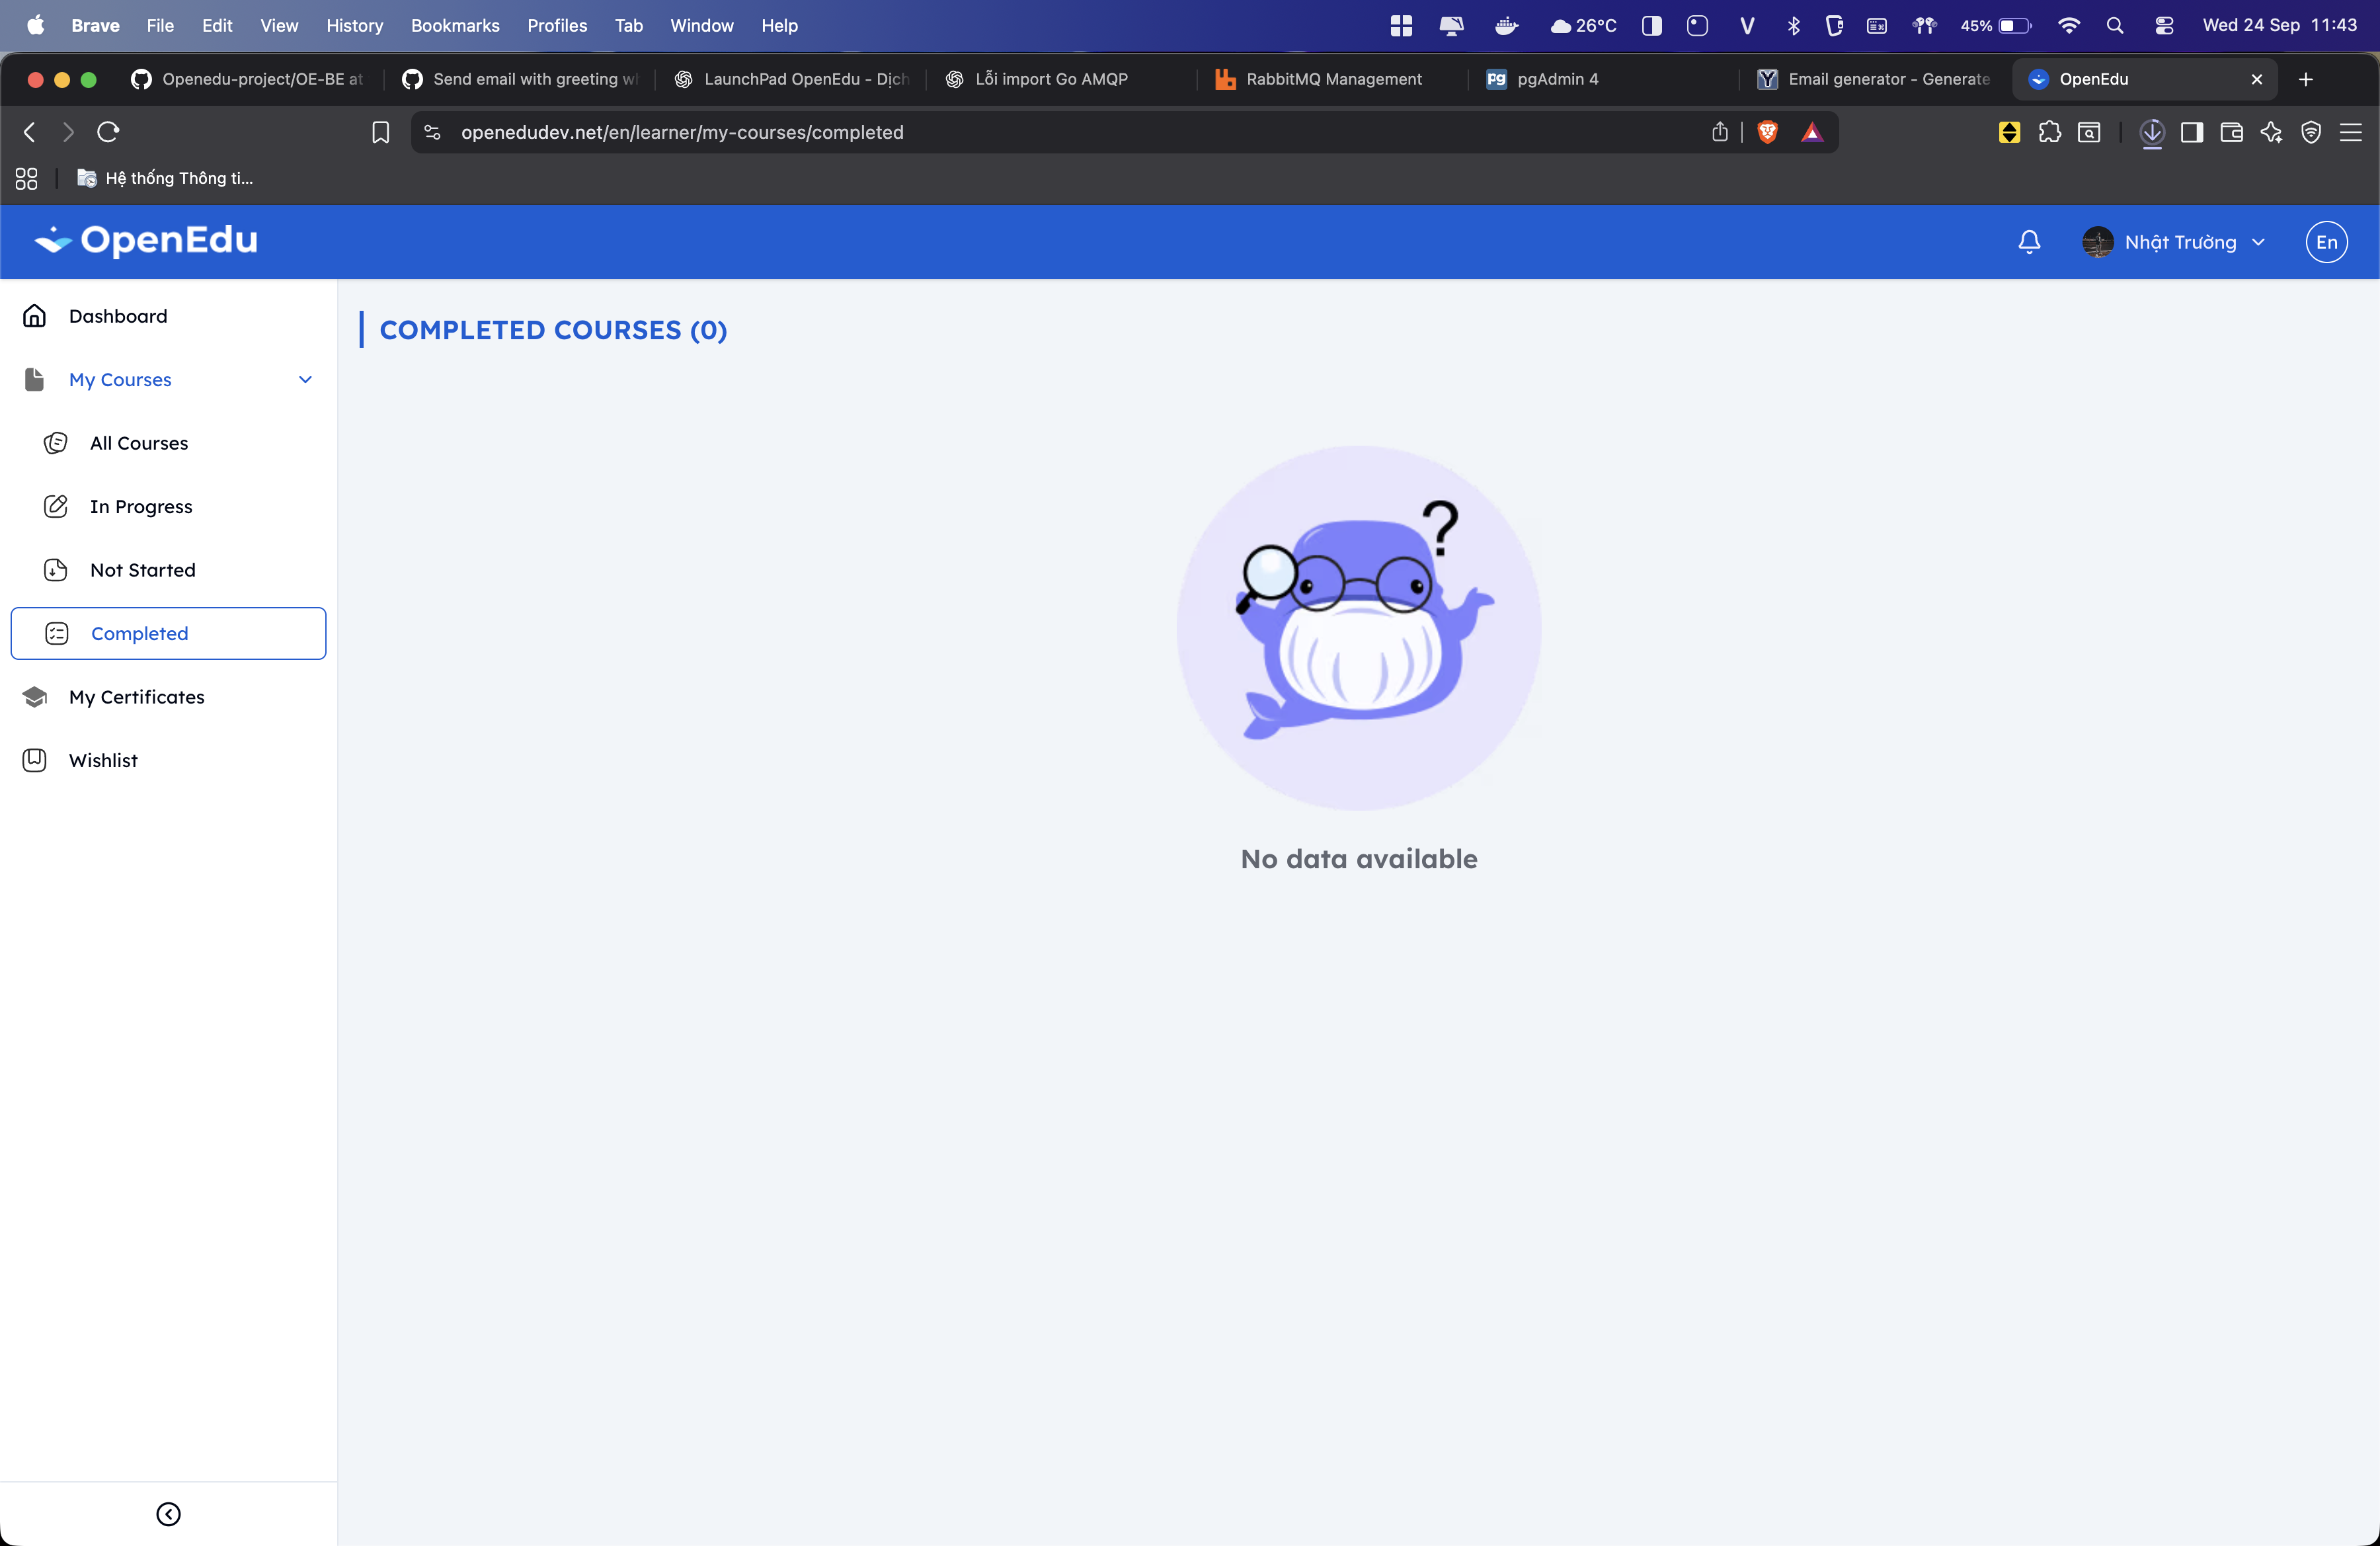 Brave File Edit View History Bookmarks Profiles Tab Window Help 26°C V 45% Wed 24 Sep 11:43
Openedu-project/OE-BE at Send email with greeting wh LaunchPad OpenEdu - Dịch Lỗi import Go AMQP RabbitMQ Management pg pgAdmin 4 Y Email generator - Generate OpenEdu
openedudev.net/en/learner/my-courses/completed
Hệ thống Thông ti...
OpenEdu Nhật Trường En
Dashboard
COMPLETED COURSES (0)
My Courses
All Courses
In Progress
?
Not Started
Completed
My Certificates
Wishlist
No data available